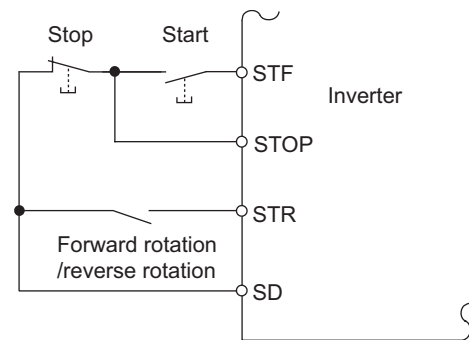 Stop
Start
STF
Inverter
STOP
STR
Forward rotation
/reverse rotation
SD